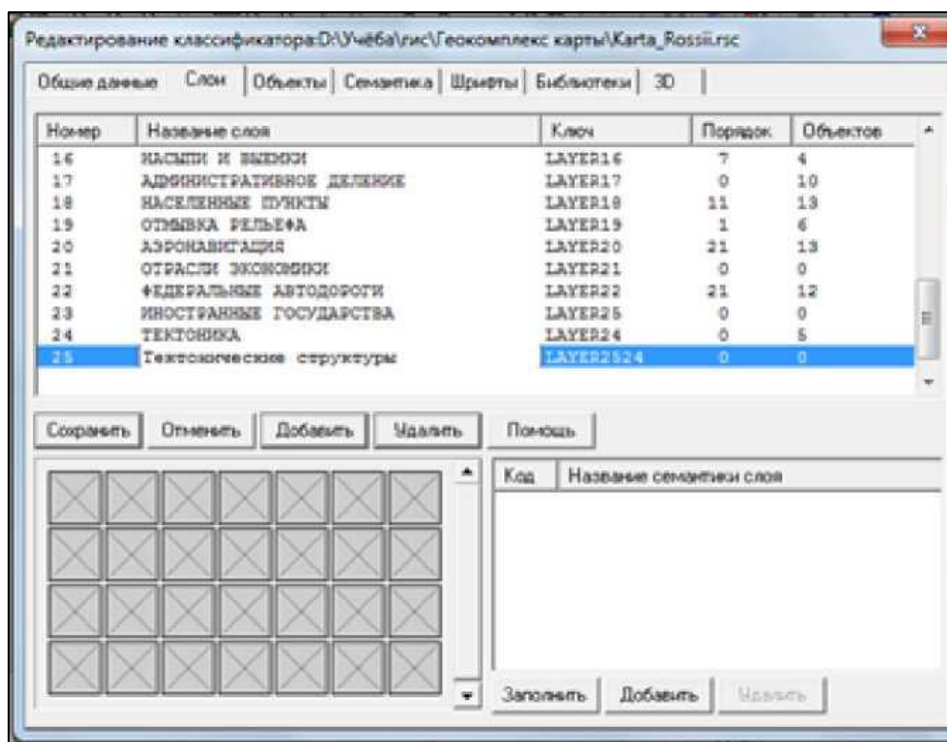 Редактирование классификатора:D:\Учёба\гис\Геокомплекс карты\Karta_Rossii.rsc
Общие данные Слои Объекты Семантика Шрифты Библиотеки 3D
Номер Название слоя Ключ Порядок Объектов
16 НАСЫПИ И ВЫЕМКИ LAYER16 7 4
17 АДМИНИСТРАТИВНОЕ ДЕЛЕНИЕ LAYER17 0 10
18 НАСЕЛЕННЫЕ ПУНКТЫ LAYER18 11 13
19 ОТМЫВКА РЕЛЬЕФА LAYER19 1 6
20 АЭРОНАВИГАЦИЯ LAYER20 21 13
21 ОТРАСЛИ ЭКОНОМИКИ LAYER21 0 0
22 ФЕДЕРАЛЬНЫЕ АВТОДОРОГИ LAYER22 21 12
23 ИНОСТРАННЫЕ ГОСУДАРСТВА LAYER25 0 0
24 ТЕКТОНИКА LAYER24 0 5
25 Тектонические структуры LAYER2524 0 0
Сохранить Отменить Добавить Удалить Помощь
Код Название семантики слоя
Заполнить Добавить Удалить